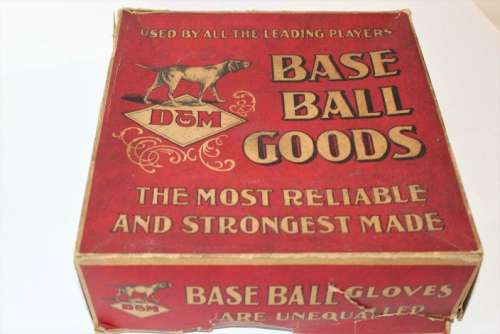 USED BY ALL THE LEADING PLAYERS
BASE
BALL
GOODS
D&M
THE MOST RELIABLE
AND STRONGEST MADE
D&M
BASE BALL GLOVES
ARE UNEQUALLED